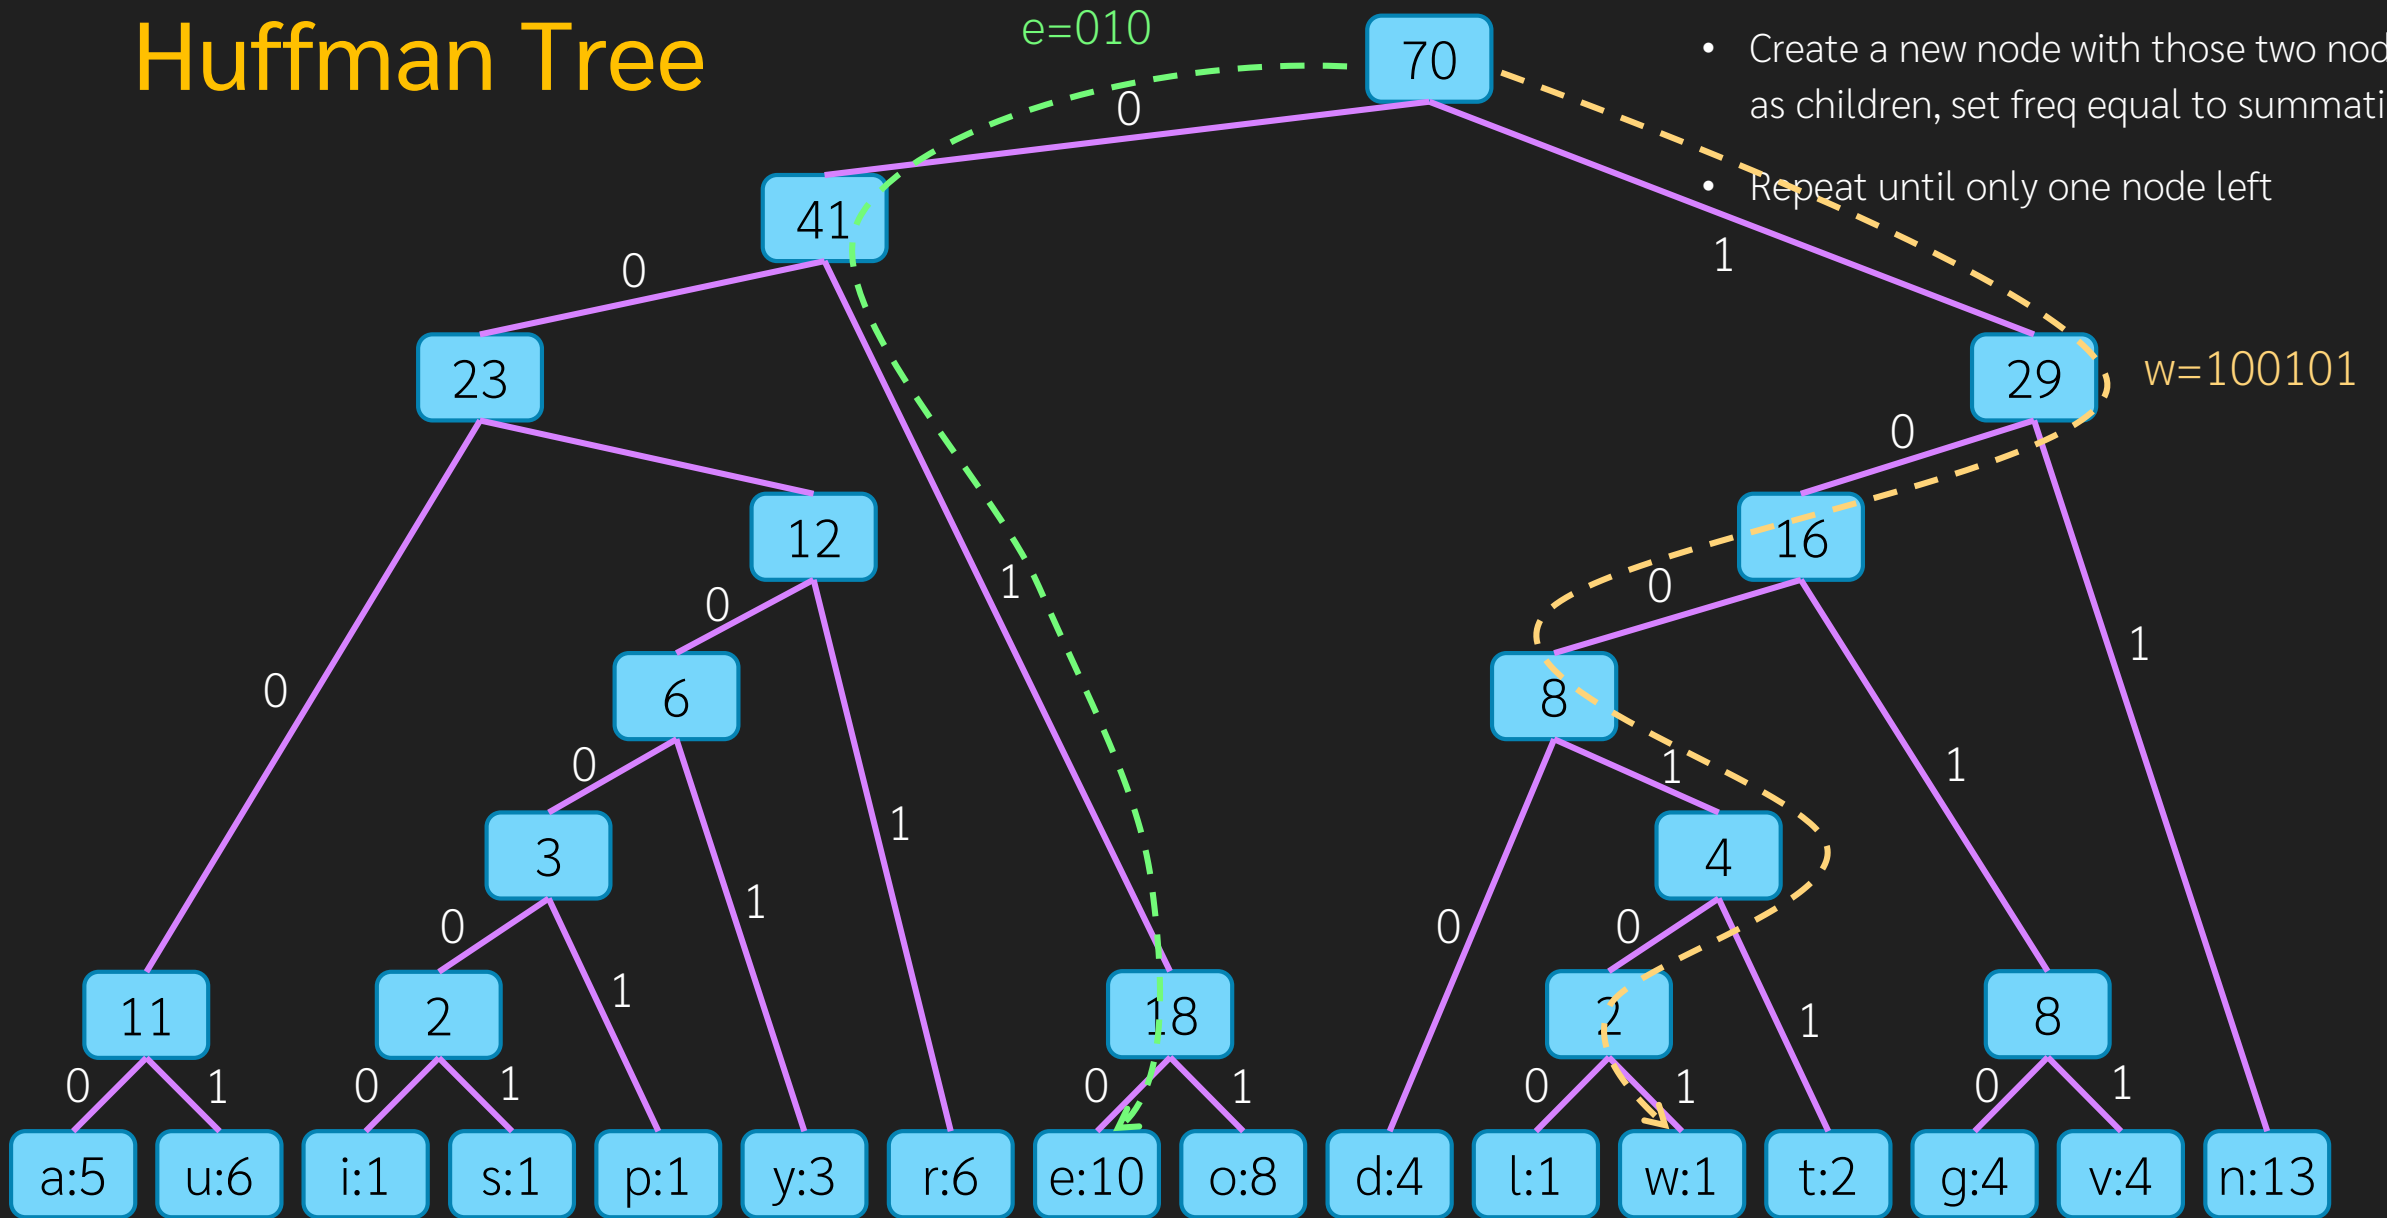 Huffman Tree
e=010
70
• Create a new node with those two nod
as children, set freq equal to summati
• Repeat until only one node left
0
1
41
0
1
23
29
w=100101
0
0
1
12
16
0
1
0
1
6
8
0
1
0
1
3
4
0
1
0
1
11
2
18
2
8
0
1
0
1
0
1
0
1
0
1
a:5
u:6
i:1
s:1
p:1
y:3
r:6
e:10
o:8
d:4
l:1
w:1
t:2
g:4
v:4
n:13